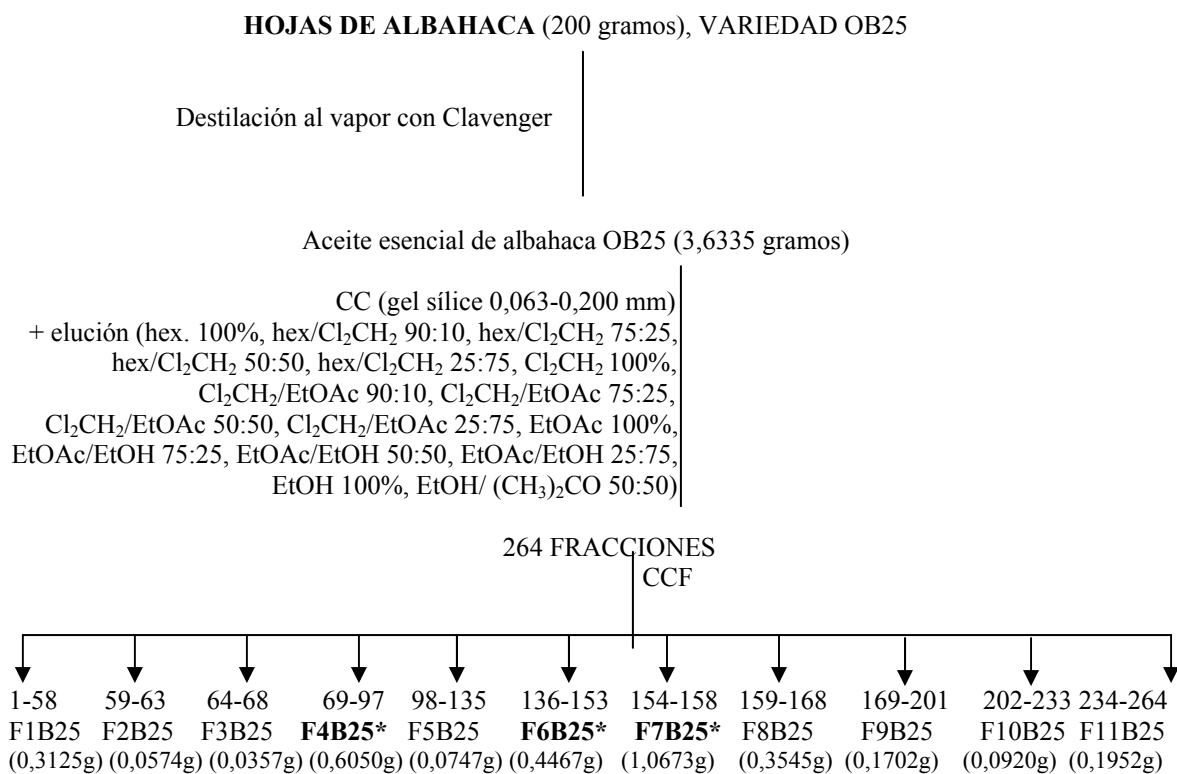 HOJAS DE ALBAHACA (200 gramos), VARIEDAD OB25
Destilación al vapor con Clavenger
Aceite esencial de albahaca OB25 (3,6335 gramos)
CC (gel sílice 0,063-0,200 mm)
+ elución (hex. 100%, hex/Cl₂CH₂ 90:10, hex/Cl₂CH₂ 75:25,
hex/Cl₂CH₂ 50:50, hex/Cl₂CH₂ 25:75, Cl₂CH₂ 100%,
Cl₂CH₂/EtOAc 90:10, Cl₂CH₂/EtOAc 75:25,
Cl₂CH₂/EtOAc 50:50, Cl₂CH₂/EtOAc 25:75, EtOAc 100%,
EtOAc/EtOH 75:25, EtOAc/EtOH 50:50, EtOAc/EtOH 25:75,
EtOH 100%, EtOH/ (CH₃)₂CO 50:50)
264 FRACCIONES
CCF
1-58 59-63 64-68 69-97 98-135 136-153 154-158 159-168 169-201 202-233 234-264
F1B25 F2B25 F3B25 F4B25* F5B25 F6B25* F7B25* F8B25 F9B25 F10B25 F11B25
(0,3125g) (0,0574g) (0,0357g) (0,6050g) (0,0747g) (0,4467g) (1,0673g) (0,3545g) (0,1702g) (0,0920g) (0,1952g)